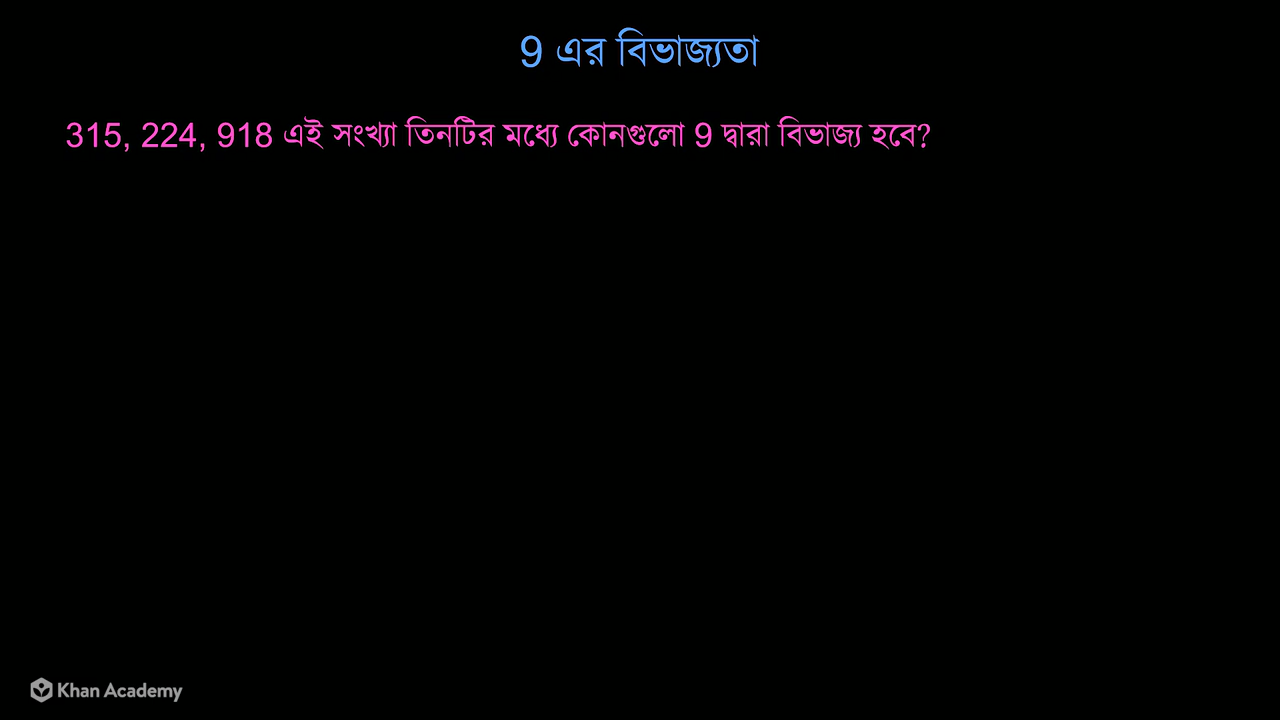 9 এর বিভাজ্যতা
315, 224, 918 এই সংখ্যা তিনটির মধ্যে কোনগুলো 9 দ্বারা বিভাজ্য হবে?
Khan Academy